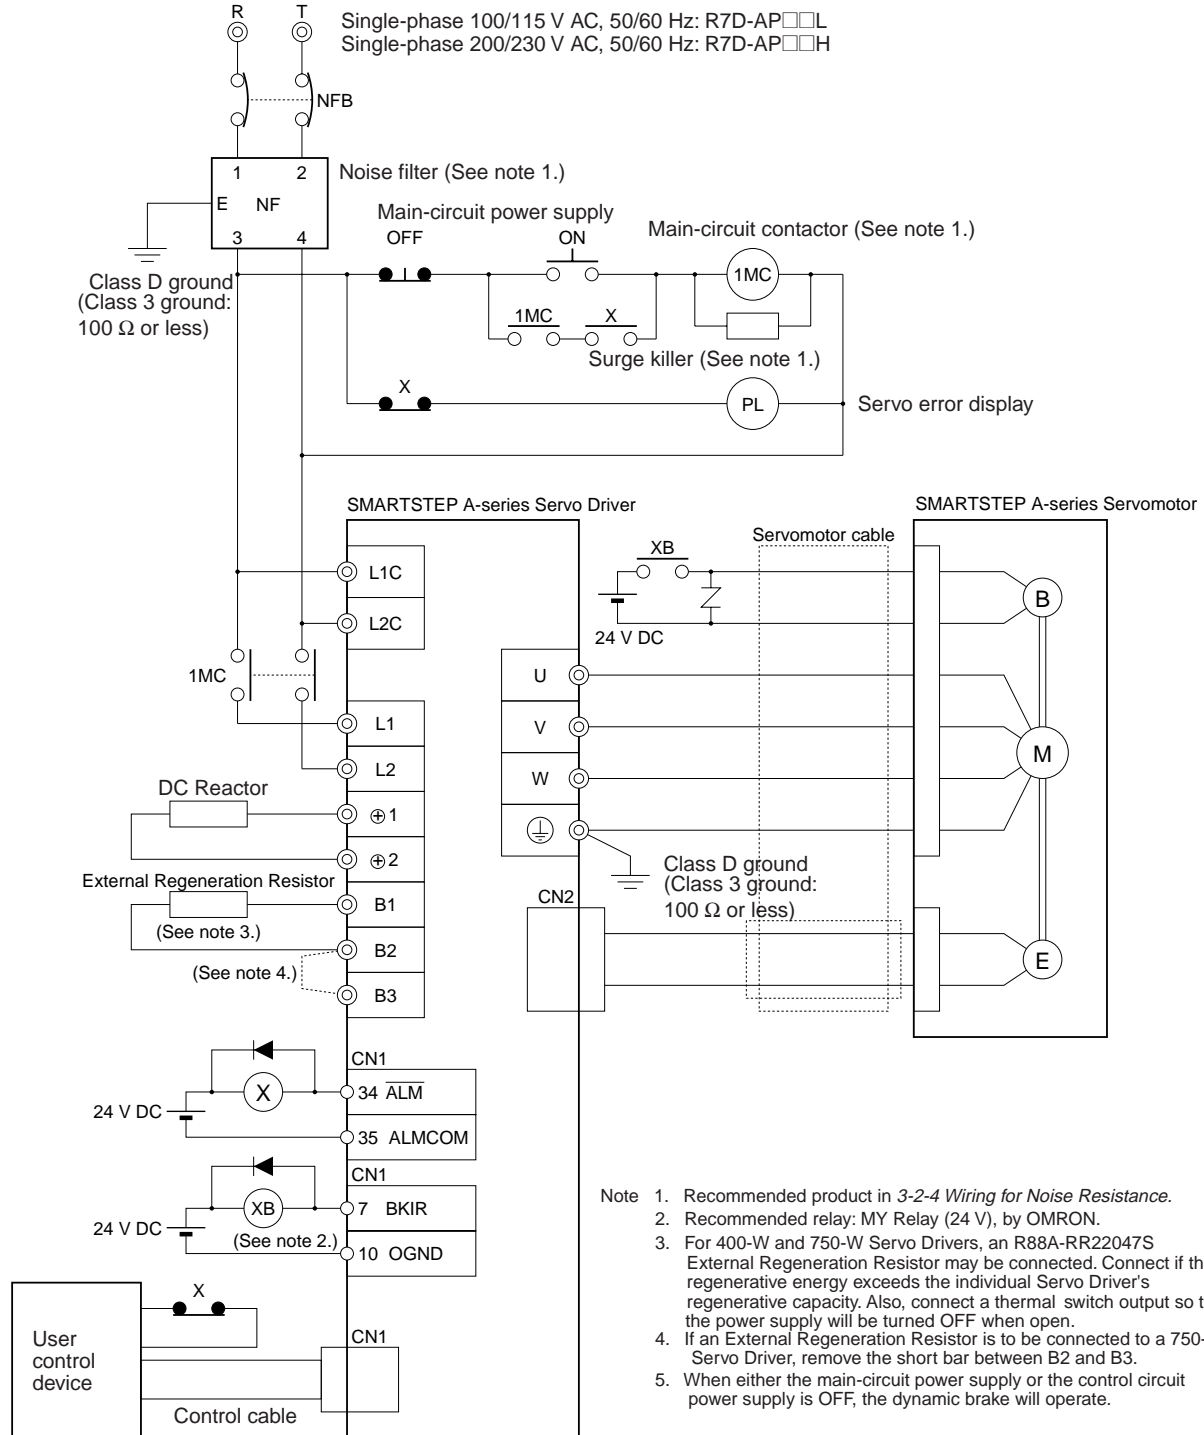 R T
Single-phase 100/115 V AC, 50/60 Hz: R7D-AP□□L
Single-phase 200/230 V AC, 50/60 Hz: R7D-AP□□H
NFB
1 2
Noise filter (See note 1.)
E NF
3 4
Main-circuit power supply
OFF ON
Main-circuit contactor (See note 1.)
1MC
Class D ground
(Class 3 ground:
100 Ω or less)
1MC X
Surge killer (See note 1.)
X
PL
Servo error display
SMARTSTEP A-series Servo Driver
SMARTSTEP A-series Servomotor
Servomotor cable
XB
L1C
B
L2C
24 V DC
1MC
U
L1
V
M
L2
W
DC Reactor
⊕1
⊕2
Class D ground
(Class 3 ground:
100 Ω or less)
External Regeneration Resistor
B1
CN2
(See note 3.)
B2
(See note 4.)
E
B3
CN1
X
34 ALM
24 V DC
35 ALMCOM
CN1
XB
7 BKIR
24 V DC
(See note 2.)
10 OGND
X
User
control
device
CN1
Control cable
Note 1. Recommended product in 3-2-4 Wiring for Noise Resistance.
2. Recommended relay: MY Relay (24 V), by OMRON.
3. For 400-W and 750-W Servo Drivers, an R88A-RR22047S
External Regeneration Resistor may be connected. Connect if th
regenerative energy exceeds the individual Servo Driver's
regenerative capacity. Also, connect a thermal switch output so t
the power supply will be turned OFF when open.
4. If an External Regeneration Resistor is to be connected to a 750-
Servo Driver, remove the short bar between B2 and B3.
5. When either the main-circuit power supply or the control circuit
power supply is OFF, the dynamic brake will operate.